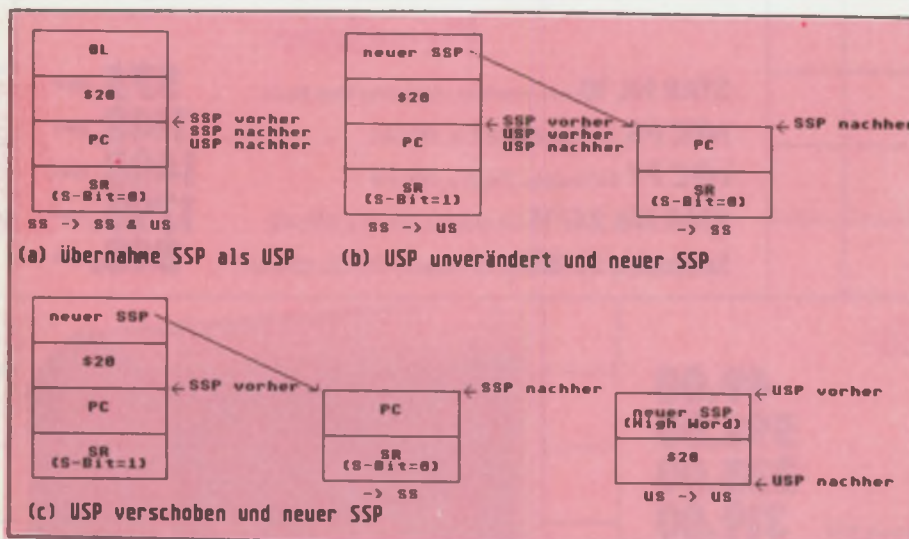 0L
$20
PC
SR
(S-Bit=0)
SSP vorher
SSP nachher
USP nachher
SS -> SS & US
(a) Übernahme SSP als USP
neuer SSP
$20
PC
SR
(S-Bit=1)
SSP vorher
USP vorher
USP nachher
SS -> US
SSP nachher
PC
SR
(S-Bit=0)
-> SS
(b) USP unverändert und neuer SSP
neuer SSP
$20
PC
SR
(S-Bit=1)
SSP vorher
SSP nachher
PC
SR
(S-Bit=0)
-> SS
USP vorher
neuer SSP
(High Word)
$20
USP nachher
US -> US
(c) USP verschoben und neuer SSP